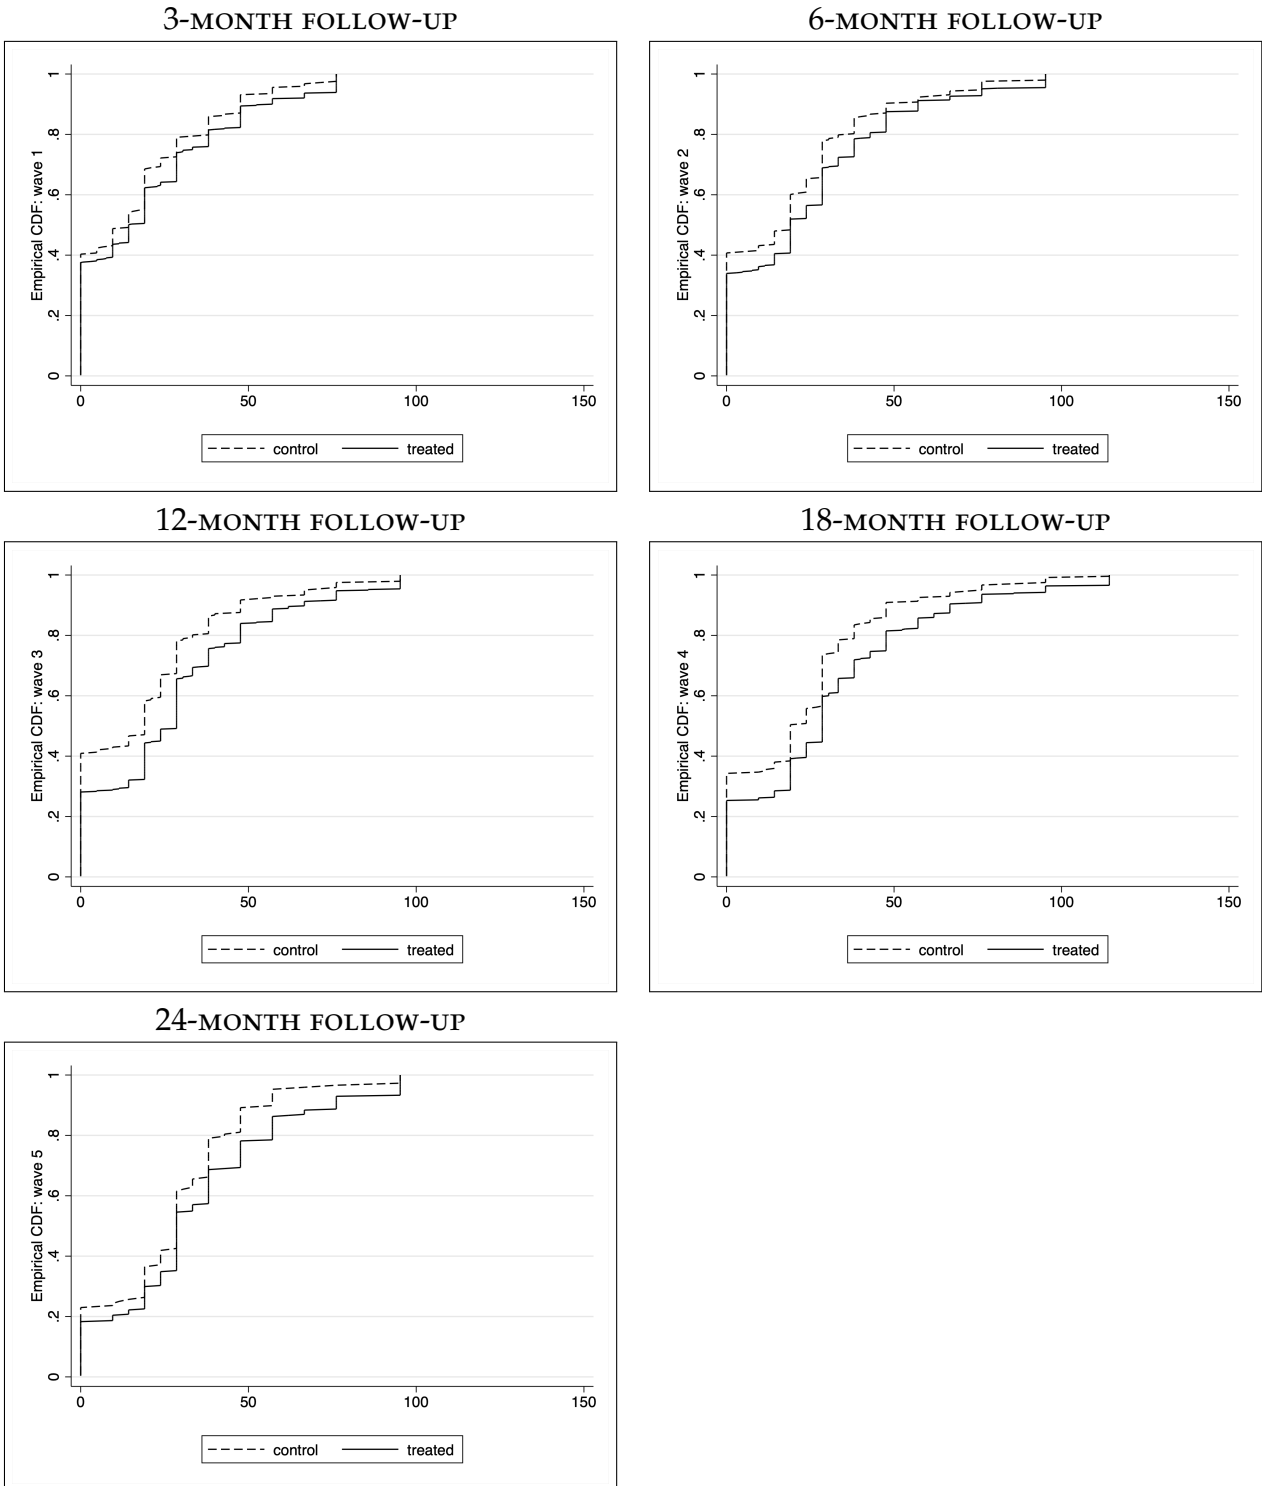 3-MONTH FOLLOW-UP
Empirical CDF: wave 1
0 .2 .4 .6 .8 1
0 50 100 150
control treated
6-MONTH FOLLOW-UP
Empirical CDF: wave 2
0 .2 .4 .6 .8 1
0 50 100 150
control treated
12-MONTH FOLLOW-UP
Empirical CDF: wave 3
0 .2 .4 .6 .8 1
0 50 100 150
control treated
18-MONTH FOLLOW-UP
Empirical CDF: wave 4
0 .2 .4 .6 .8 1
0 50 100 150
control treated
24-MONTH FOLLOW-UP
Empirical CDF: wave 5
0 .2 .4 .6 .8 1
0 50 100 150
control treated